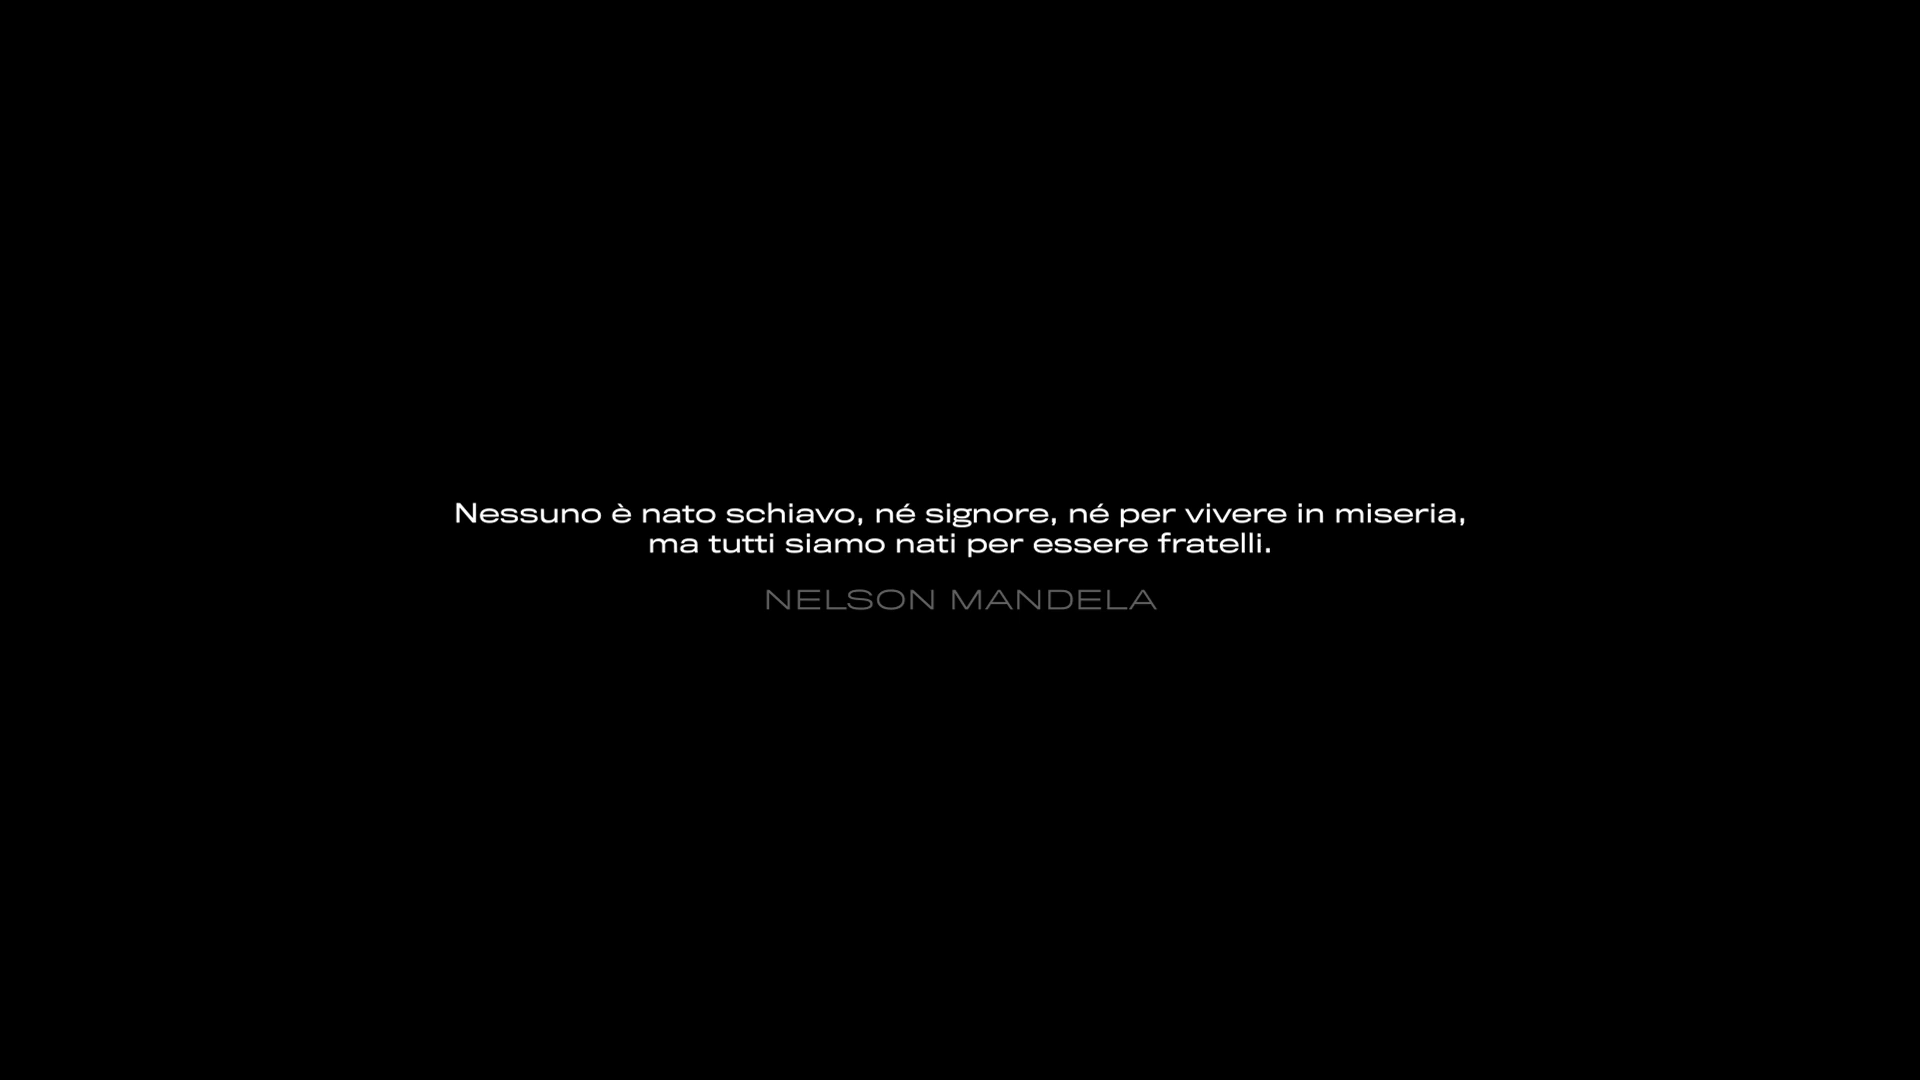 Nessuno è nato schiavo, né signore, né per vivere in miseria,
ma tutti siamo nati per essere fratelli.
NELSON MANDELA